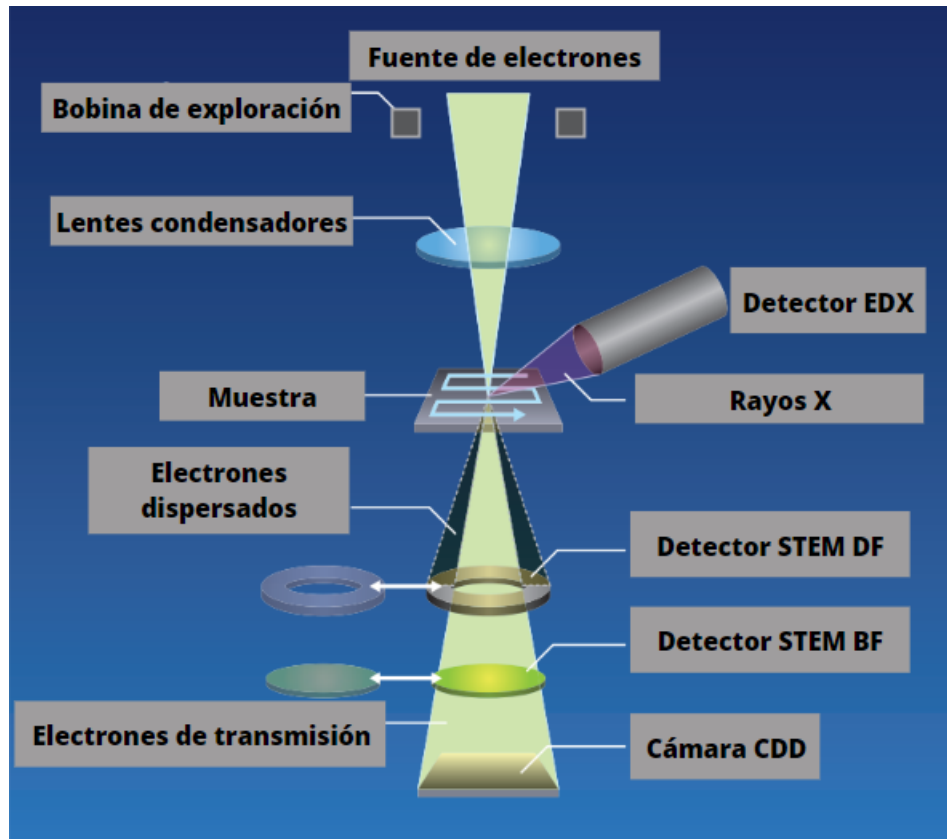 Fuente de electrones
Bobina de exploración
Lentes condensadores
Detector EDX
Muestra
Rayos X
Electrones
dispersados
Detector STEM DF
Detector STEM BF
Electrones de transmisión
Cámara CDD